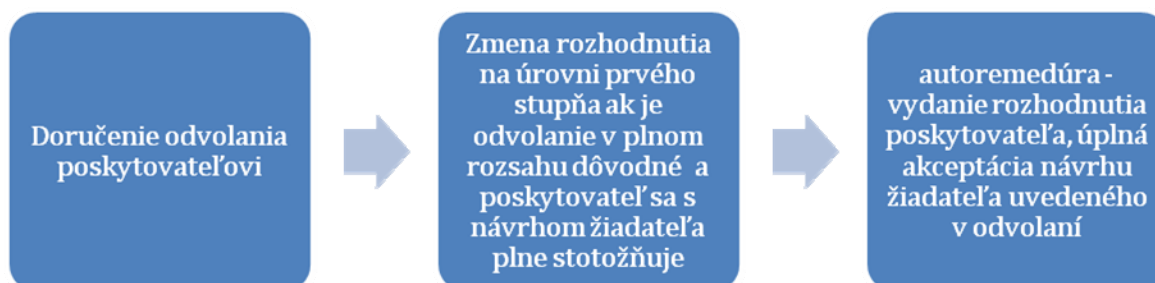 Doručenie odvolania
poskytovateľovi
Zmena rozhodnutia
na úrovni prvého
stupňa ak je
odvolanie v plnom
rozsahu dôvodné a
poskytovateľ sa s
návrhom žiadateľa
plne stotožňuje
autoremedúra -
vydanie rozhodnutia
poskytovateľa, úplná
akceptácia návrhu
žiadateľa uvedeného
v odvolaní